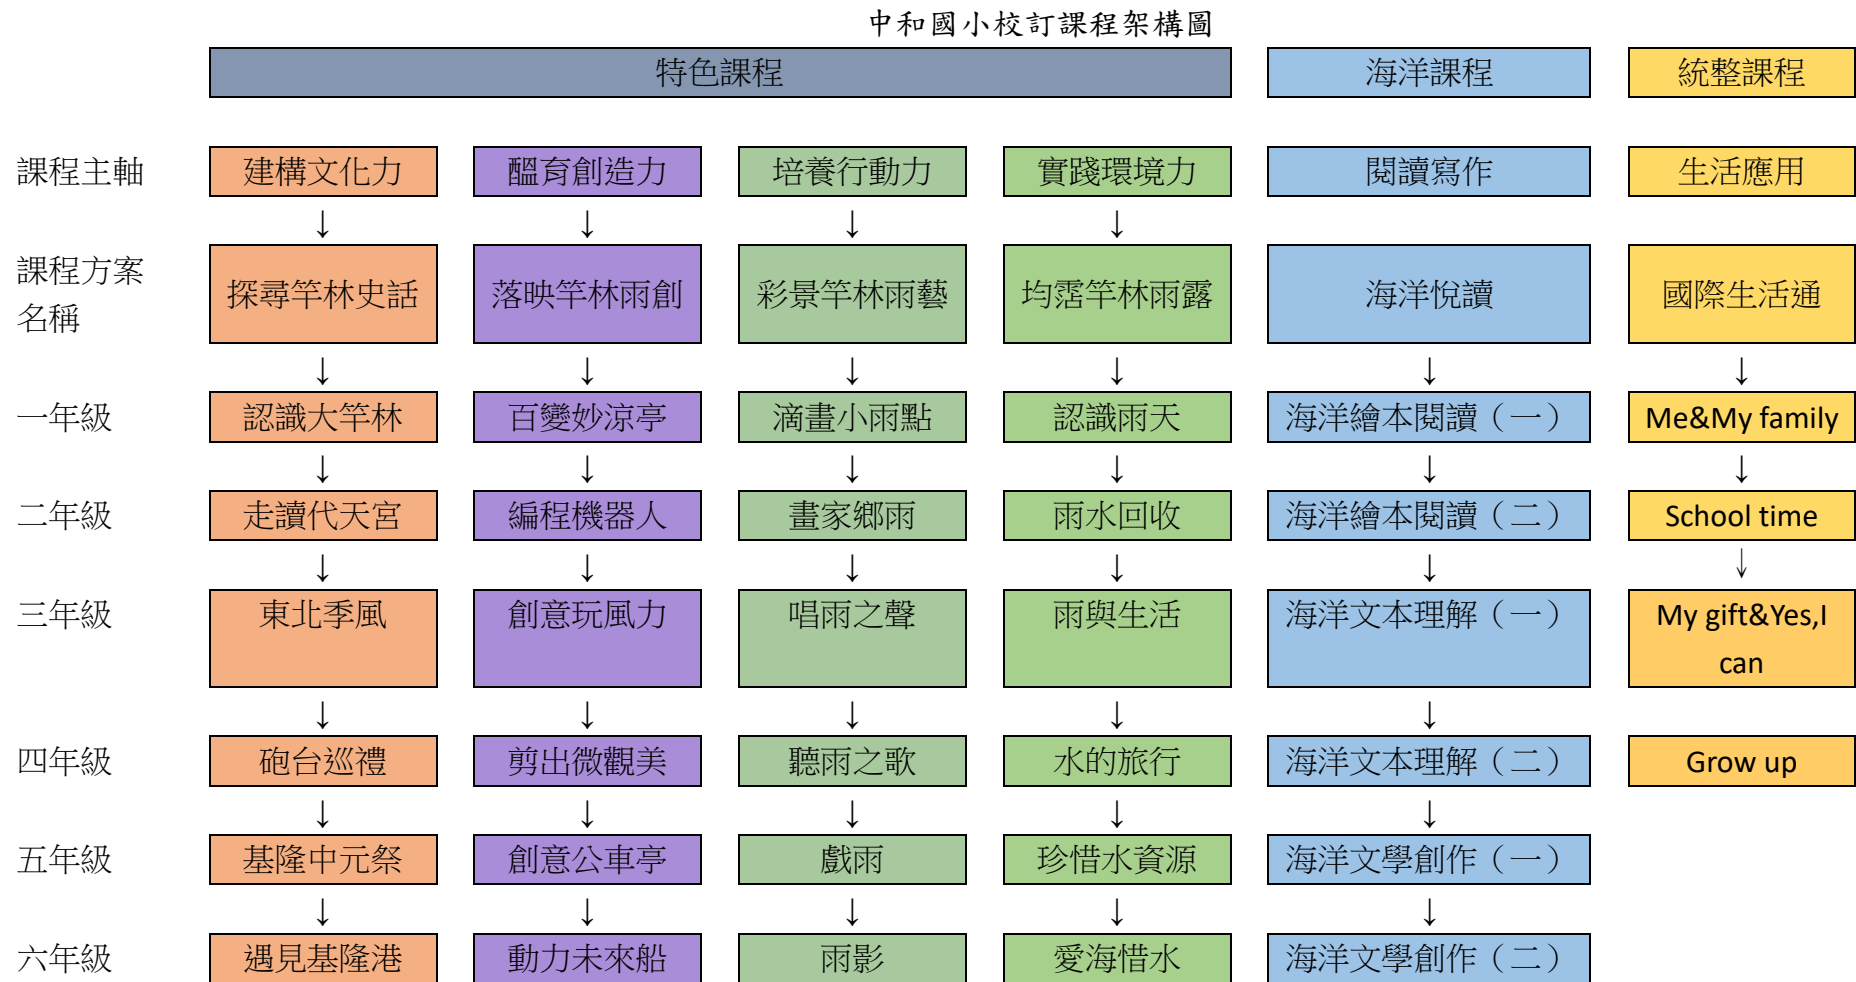 中和國小校訂課程架構圖
特色課程 海洋課程 統整課程
課程主軸 建構文化力 醞育創造力 培養行動力 實踐環境力 閱讀寫作 生活應用
↓ ↓ ↓ ↓
課程方案
名稱 探尋竿林史話 落映竿林雨創 彩景竿林雨藝 均霑竿林雨露 海洋悅讀 國際生活通
↓ ↓ ↓ ↓ ↓ ↓
一年級 認識大竿林 百變妙涼亭 滴畫小雨點 認識雨天 海洋繪本閱讀（一） Me&My family
↓ ↓ ↓ ↓ ↓ ↓
二年級 走讀代天宮 編程機器人 畫家鄉雨 雨水回收 海洋繪本閱讀（二） School time
↓ ↓ ↓ ↓ ↓ ↓
三年級 東北季風 創意玩風力 唱雨之聲 雨與生活 海洋文本理解（一） My gift&Yes,I
can
↓ ↓ ↓ ↓ ↓
四年級 砲台巡禮 剪出微觀美 聽雨之歌 水的旅行 海洋文本理解（二） Grow up
↓ ↓ ↓ ↓ ↓
五年級 基隆中元祭 創意公車亭 戲雨 珍惜水資源 海洋文學創作（一）
↓ ↓ ↓ ↓ ↓
六年級 遇見基隆港 動力未來船 雨影 愛海惜水 海洋文學創作（二）